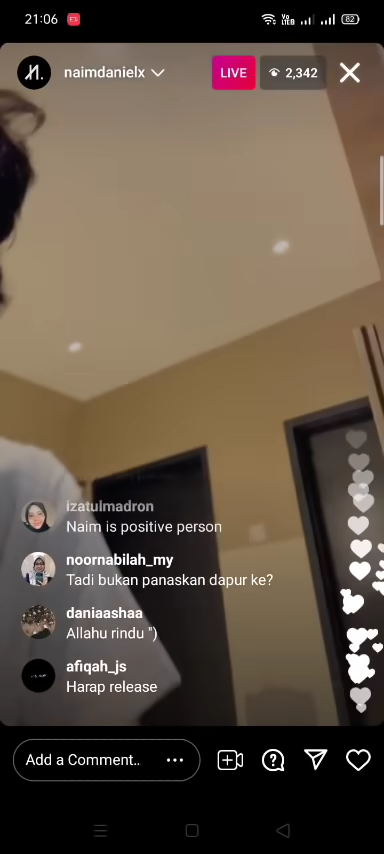 21:06
82
N.
naimdanielx
LIVE
2,342
izatulmadron
Naim is positive person
noornabilah_my
Tadi bukan panaskan dapur ke?
daniaashaa
Allahu rindu ")
afiqah_js
Harap release
Add a Comment..